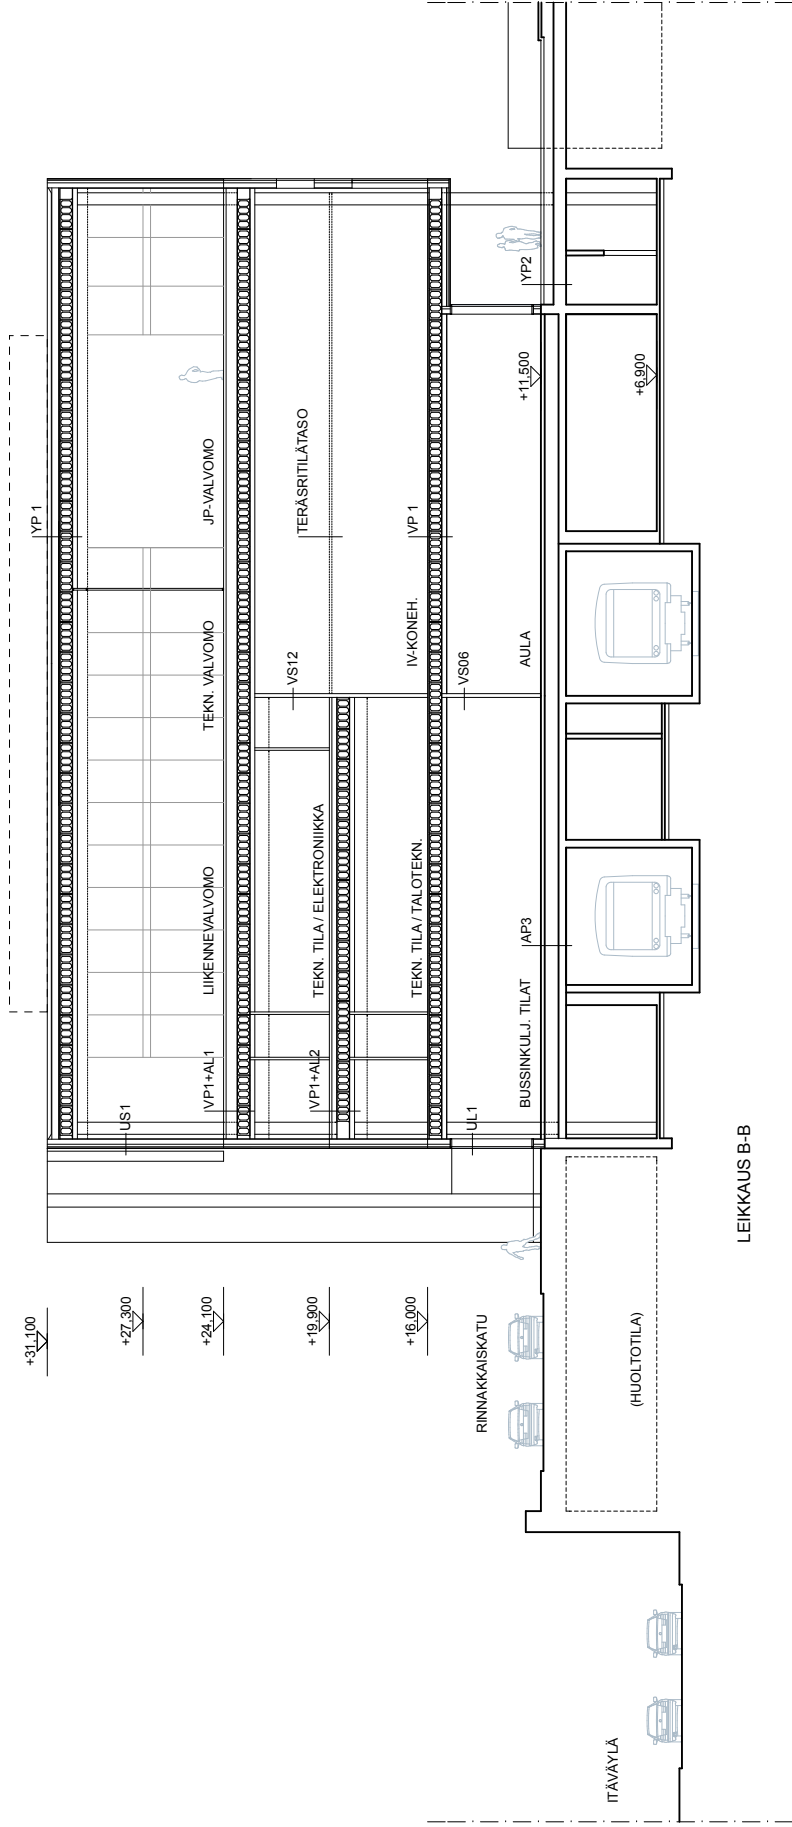 YP 1
JP-VALVOMO
TEKN. VALVOMO
LIIKENNEVALVOMO
US1
VP1+AL1
TERÄSRITILÄTASO
VS12
TEKN. TILA / ELEKTRONIIKKA
VP1+AL2
VP 1
IV-KONEH.
TEKN. TILA / TALOTEKN.
VS06
UL1
YP2
+11,500
AULA
AP3
BUSSINKULJ. TILAT
+6,900
+31,100
+27,300
+24,100
+19,900
+16,000
RINNAKKAISKATU
(HUOLTOTILA)
ITÄVÄYLÄ
LEIKKAUS B-B